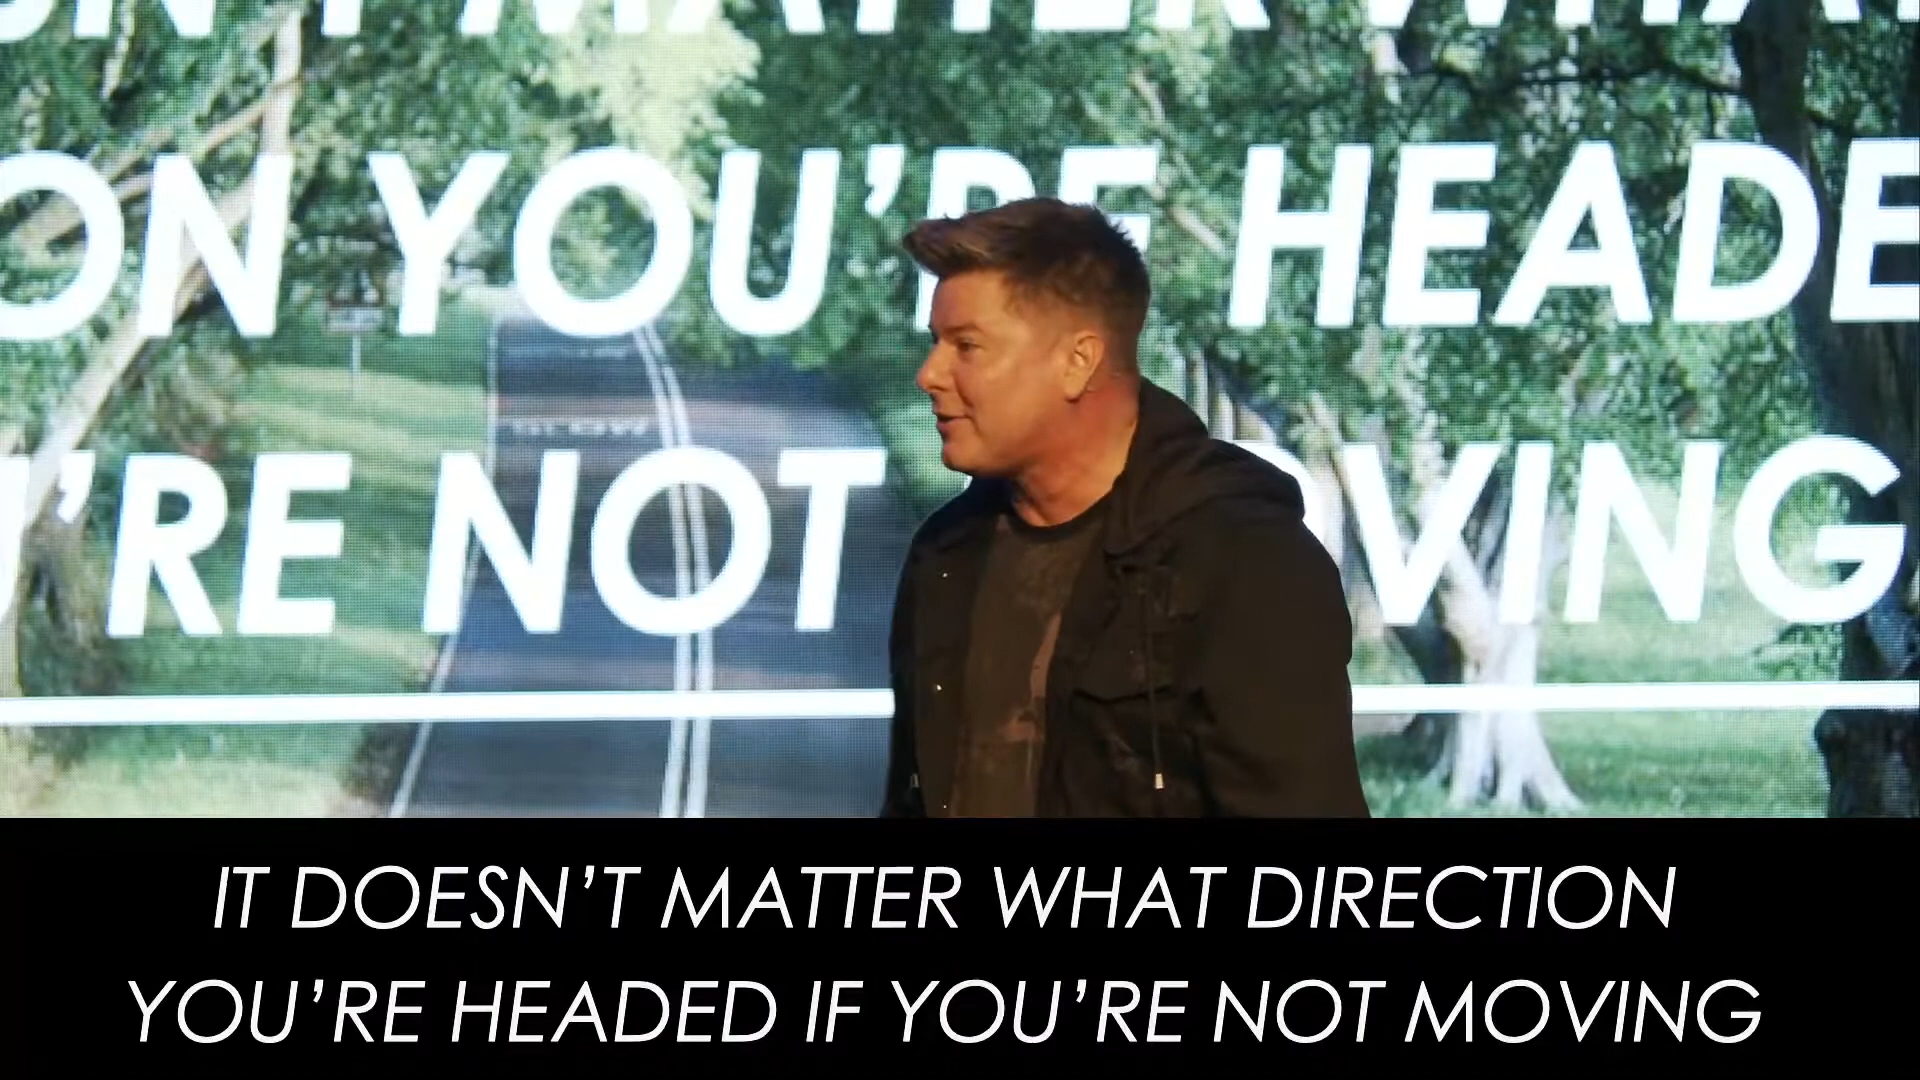 ON YOU'RE HEADE
'RE NOT OVING
IT DOESN'T MATTER WHAT DIRECTION
YOU'RE HEADED IF YOU'RE NOT MOVING